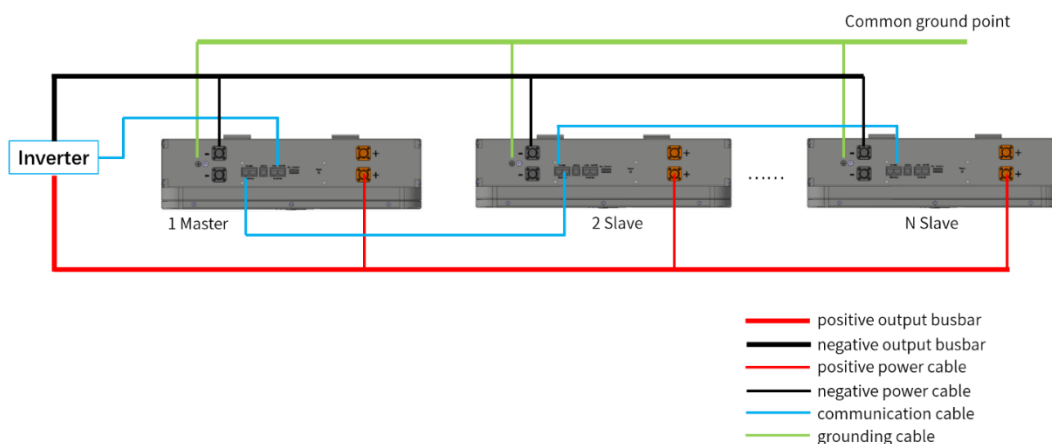 Common ground point
Inverter
- + - + - +
- + - + - +
1 Master 2 Slave ...... N Slave
positive output busbar
negative output busbar
positive power cable
negative power cable
communication cable
grounding cable